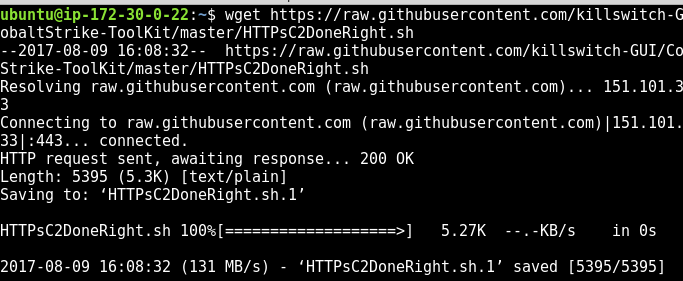 ubuntu@ip-172-30-0-22:~$ wget https://raw.githubusercontent.com/killswitch-G
obaltStrike-ToolKit/master/HTTPsC2DoneRight.sh
--2017-08-09 16:08:32--  https://raw.githubusercontent.com/killswitch-GUI/Co
Strike-ToolKit/master/HTTPsC2DoneRight.sh
Resolving raw.githubusercontent.com (raw.githubusercontent.com)... 151.101.3
3
Connecting to raw.githubusercontent.com (raw.githubusercontent.com)|151.101.
33|:443... connected.
HTTP request sent, awaiting response... 200 OK
Length: 5395 (5.3K) [text/plain]
Saving to: ‘HTTPsC2DoneRight.sh.1’
HTTPsC2DoneRight.sh 100%[===================>]   5.27K  --.-KB/s    in 0s
2017-08-09 16:08:32 (131 MB/s) - ‘HTTPsC2DoneRight.sh.1’ saved [5395/5395]